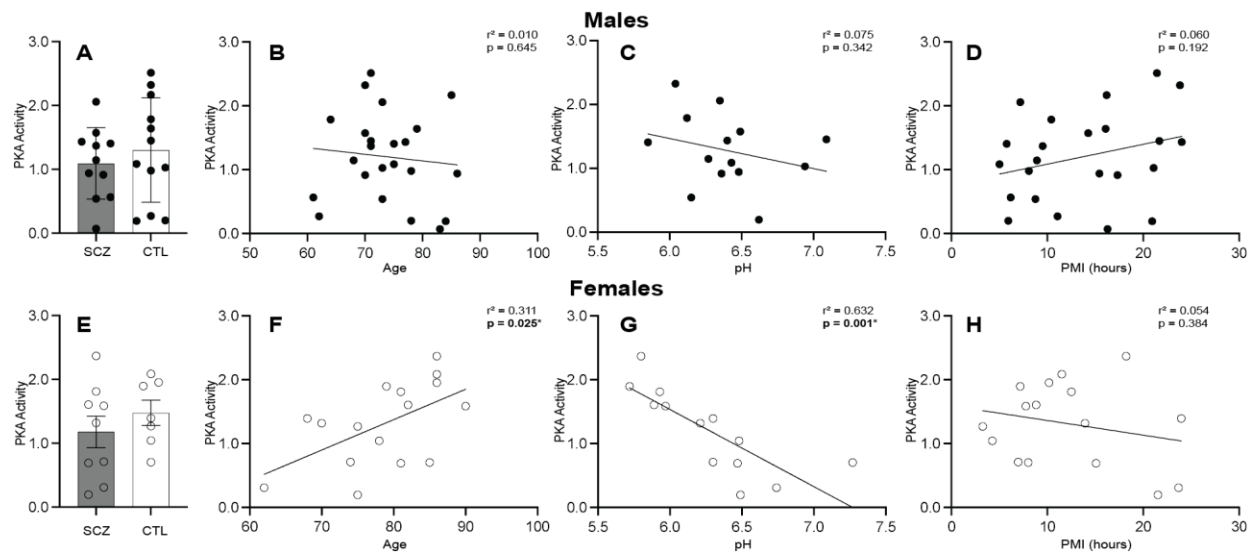 Males
A
PKA Activity
3.0
2.0
1.0
0.0
SCZ
CTL
B
r² = 0.010
p = 0.645
PKA Activity
3.0
2.0
1.0
0.0
50
60
70
80
90
100
Age
C
r² = 0.075
p = 0.342
PKA Activity
3.0
2.0
1.0
0.0
5.5
6.0
6.5
7.0
7.5
pH
D
r² = 0.060
p = 0.192
PKA Activity
3.0
2.0
1.0
0.0
0
10
20
30
PMI (hours)
Females
E
PKA Activity
3.0
2.0
1.0
0.0
SCZ
CTL
F
r² = 0.311
p = 0.025*
PKA Activity
3.0
2.0
1.0
0.0
60
70
80
90
100
Age
G
r² = 0.632
p = 0.001*
PKA Activity
3.0
2.0
1.0
0.0
5.5
6.0
6.5
7.0
7.5
pH
H
r² = 0.054
p = 0.384
PKA Activity
3.0
2.0
1.0
0.0
0
10
20
30
PMI (hours)